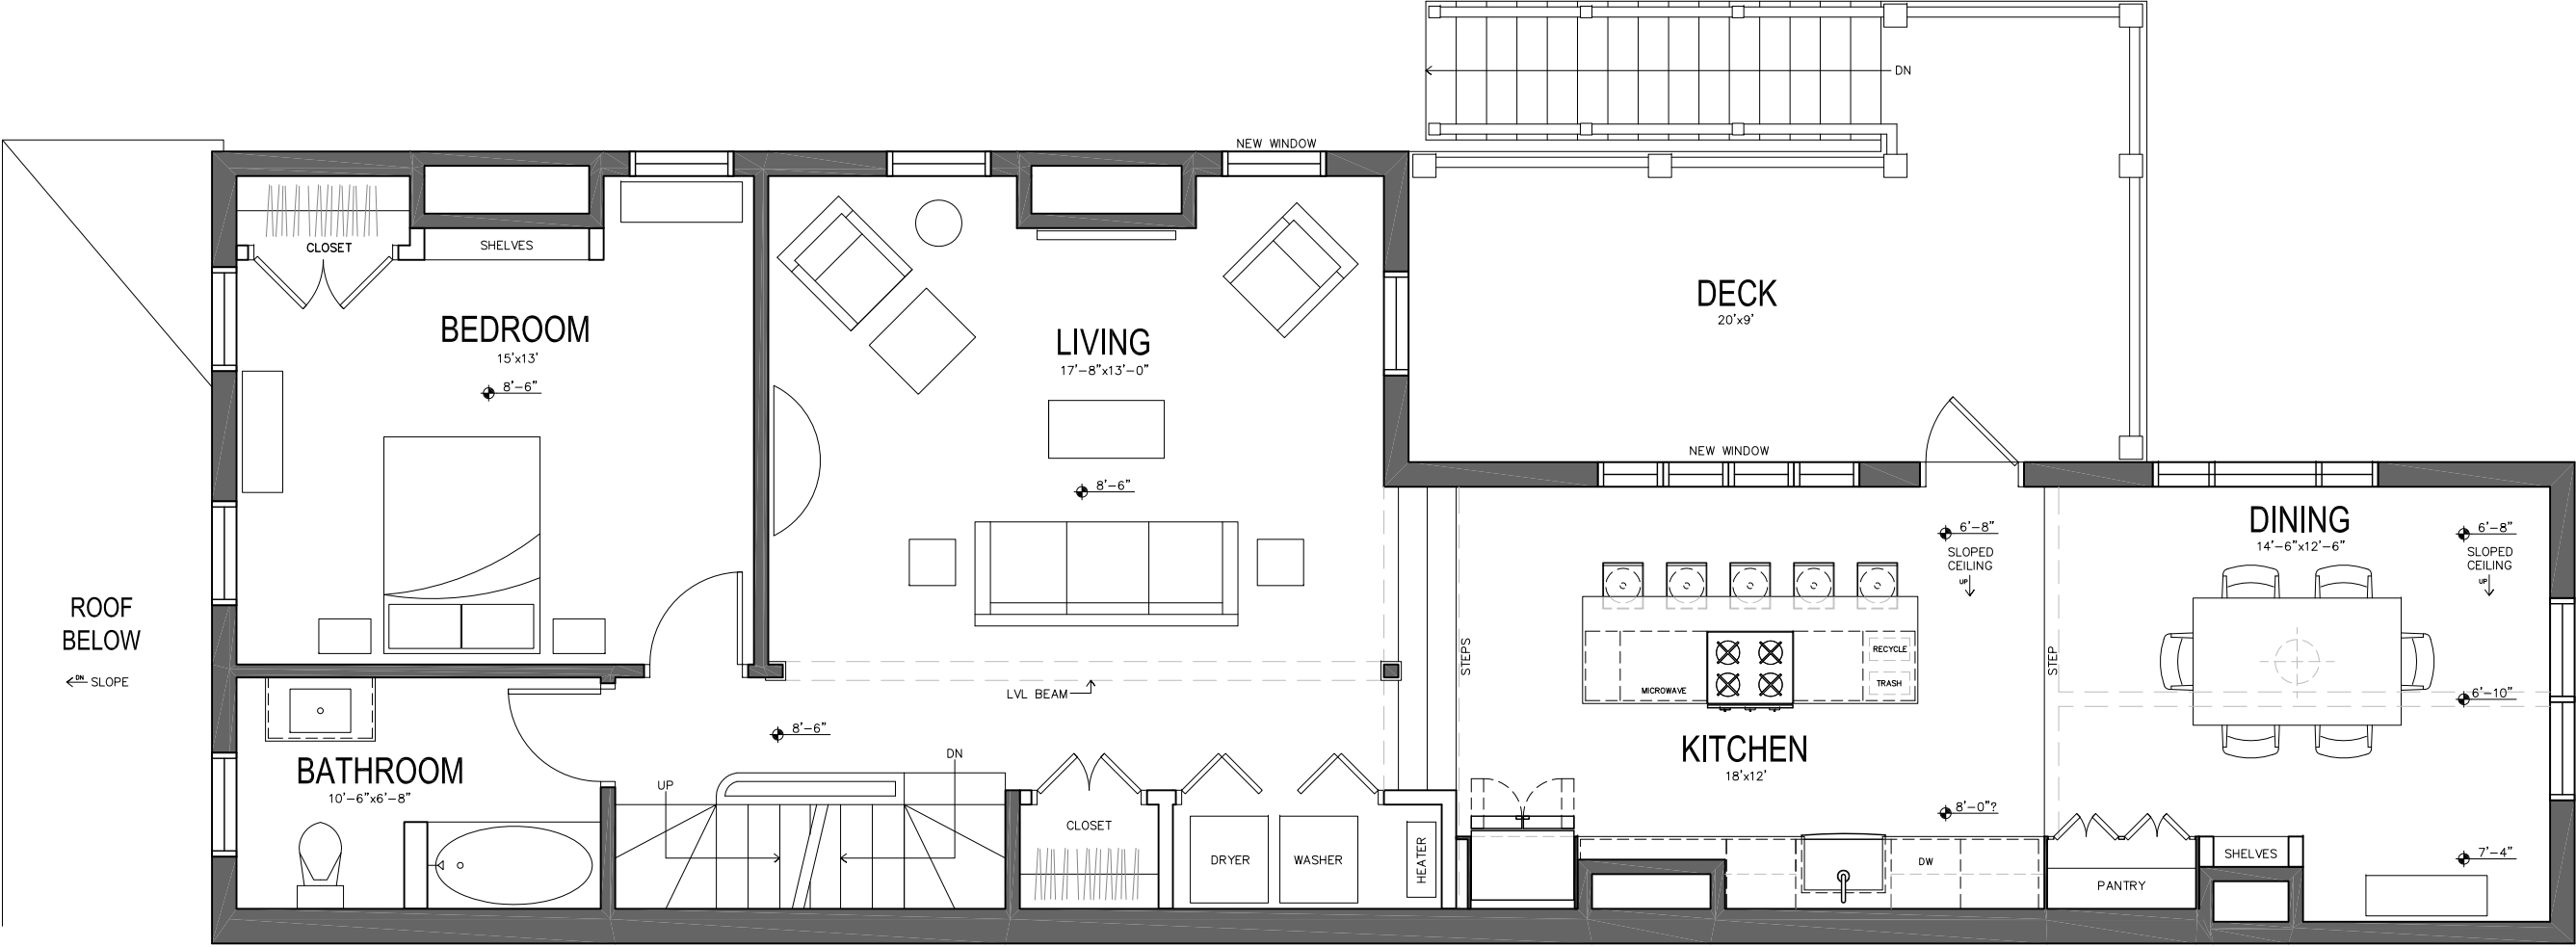 DN
NEW WINDOW
CLOSET
SHELVES
BEDROOM
15'x13'
8'-6"
LIVING
17'-8"x13'-0"
8'-6"
DECK
20'x9'
NEW WINDOW
ROOF
BELOW
DN SLOPE
LVL BEAM
8'-6"
BATHROOM
10'-6"x6'-8"
UP
DN
CLOSET
DRYER
WASHER
HEATER
STEPS
RECYCLE
TRASH
MICROWAVE
KITCHEN
18'x12'
6'-8"
SLOPED
CEILING
UP
8'-0"?
DW
STEP
DINING
14'-6"x12'-6"
6'-8"
SLOPED
CEILING
UP
6'-10"
7'-4"
SHELVES
PANTRY